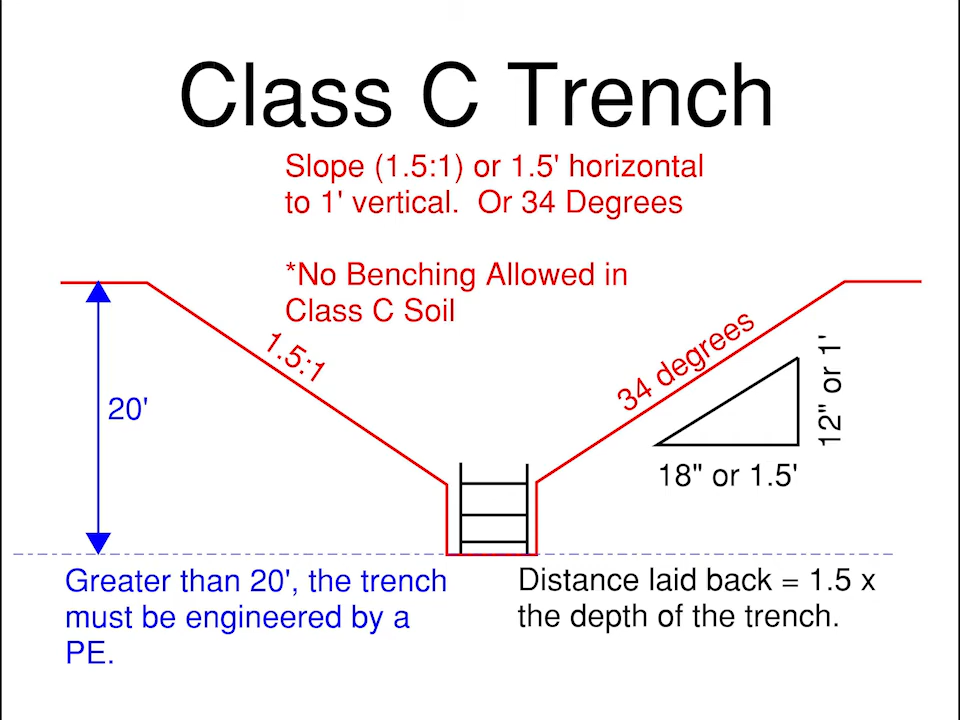 Class C Trench
Slope (1.5:1) or 1.5' horizontal
to 1' vertical.  Or 34 Degrees
*No Benching Allowed in
Class C Soil
1.5:1
34 degrees
12" or 1'
20'
18" or 1.5'
Greater than 20', the trench
must be engineered by a
PE.
Distance laid back = 1.5 x
the depth of the trench.